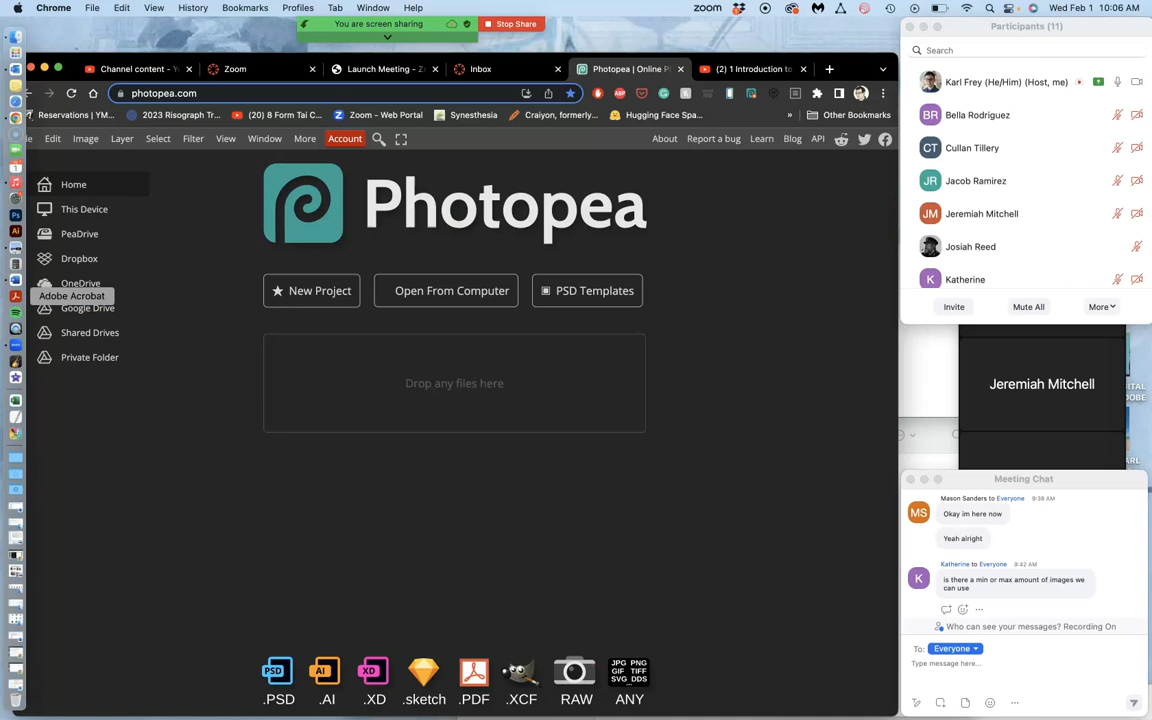 Chrome File Edit View History Bookmarks Profiles Tab Window Help
zoom
Wed Feb 1 10:06 AM
You are screen sharing
Stop Share
Channel content - Y
Zoom
Launch Meeting - Z
Inbox
Photopea | Online P
(2) 1 Introduction to
photopea.com
ABP
Reservations | YM...
2023 Risograph Tr...
(20) 8 Form Tai C...
Zoom - Web Portal
Synesthesia
Craiyon, formerly...
Hugging Face Spa...
»
Other Bookmarks
Edit Image Layer Select Filter View Window More Account
About Report a bug Learn Blog API
Home
This Device
PeaDrive
Dropbox
OneDrive
Adobe Acrobat
Google Drive
Shared Drives
Private Folder
Photopea
New Project
Open From Computer
PSD Templates
Drop any files here
PSD
AI
XD
JPG PNG
GIF TIFF
SVG DDS
.PSD .AI .XD .sketch .PDF .XCF RAW ANY
Participants (11)
Search
Karl Frey (He/Him) (Host, me)
BR Bella Rodriguez
CT Cullan Tillery
JR Jacob Ramirez
JM Jeremiah Mitchell
Josiah Reed
K Katherine
Invite
Mute All
More
Jeremiah Mitchell
Meeting Chat
Mason Sanders to Everyone 9:38 AM
MS
Okay im here now
Yeah alright
Katherine to Everyone 9:42 AM
K
is there a min or max amount of images we
can use
Who can see your messages? Recording On
To: Everyone
Type message here...